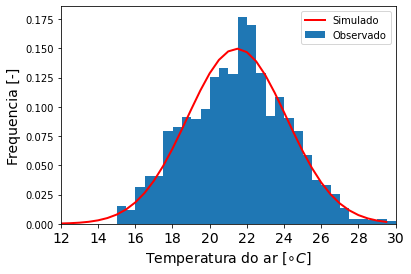 0.175
0.150
0.125
0.100
0.075
0.050
0.025
0.000
Frequencia [-]
Simulado
Observado
12 14 16 18 20 22 24 26 28 30
Temperatura do ar [∘C]